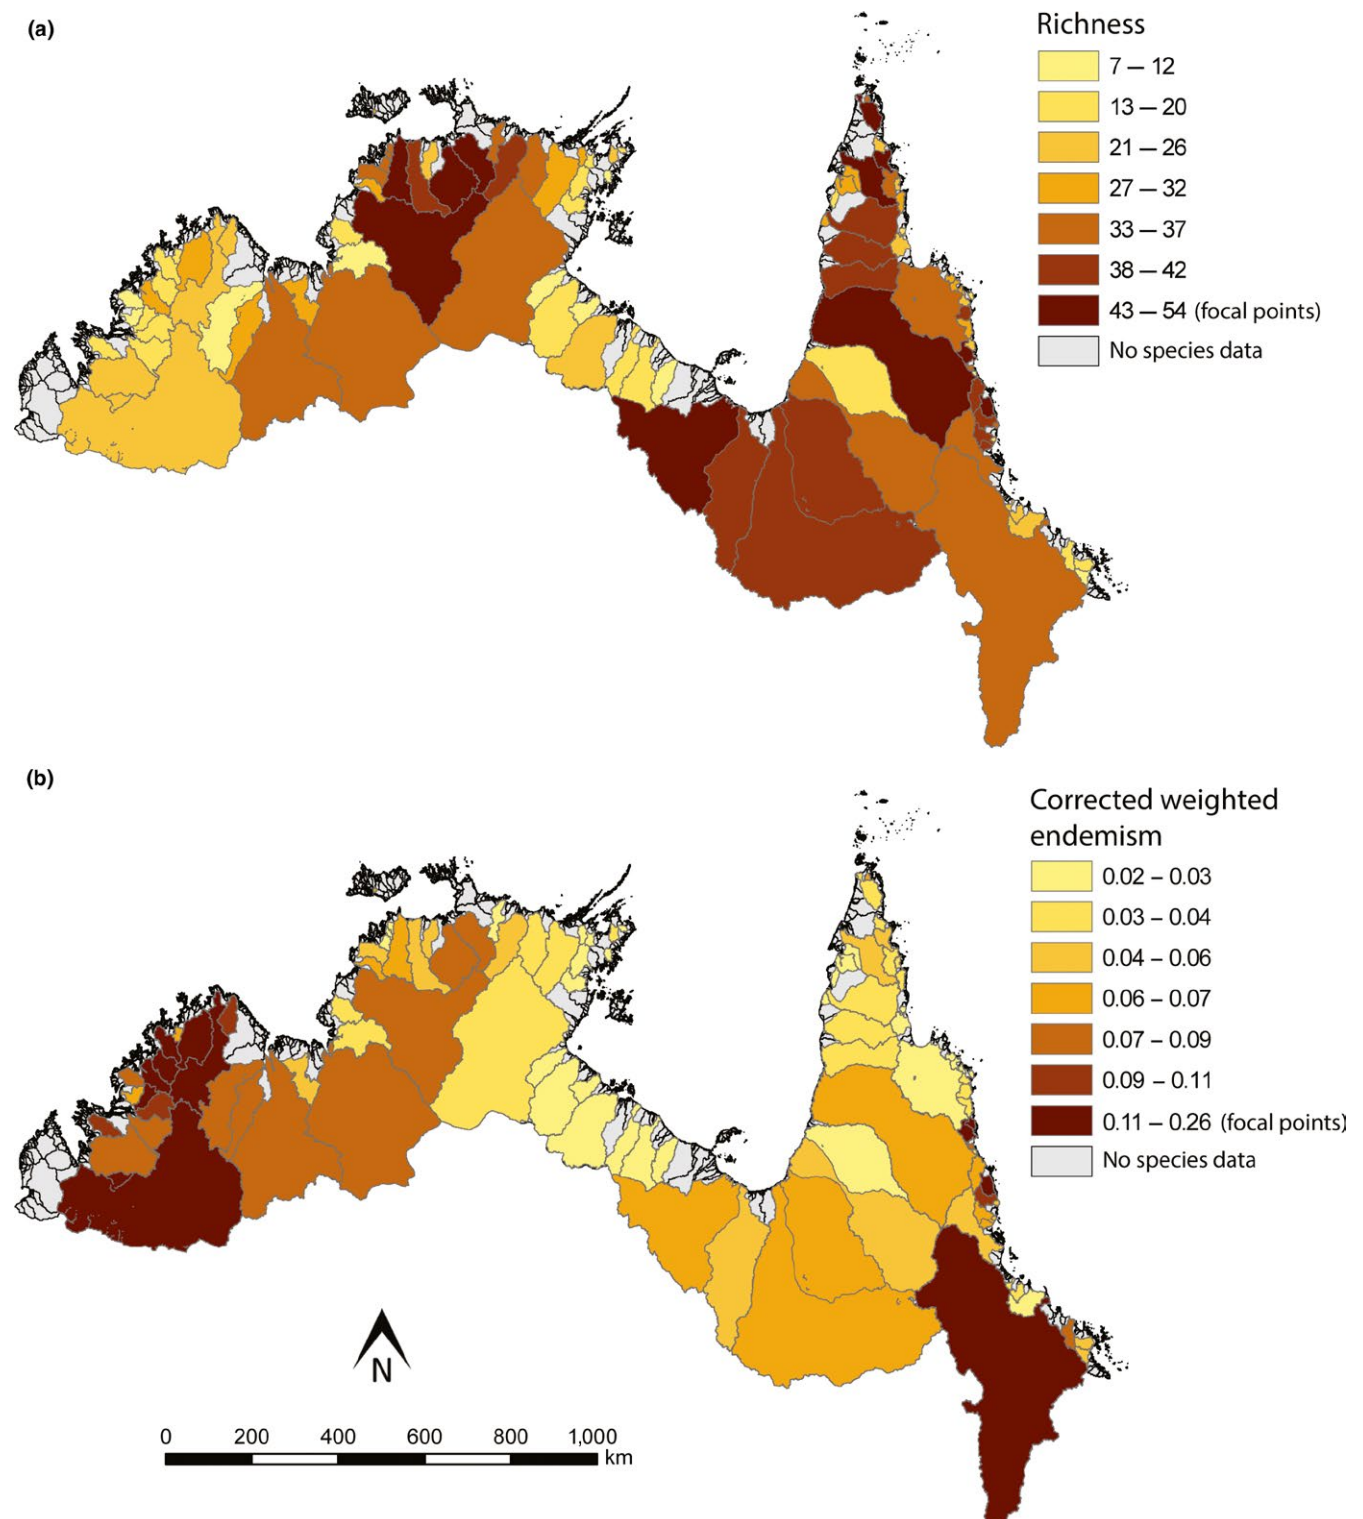 (a)
Richness
7 – 12
13 – 20
21 – 26
27 – 32
33 – 37
38 – 42
43 – 54 (focal points)
No species data
(b)
Corrected weighted
endemism
0.02 – 0.03
0.03 – 0.04
0.04 – 0.06
0.06 – 0.07
0.07 – 0.09
0.09 – 0.11
0.11 – 0.26 (focal points)
No species data
N
0 200 400 600 800 1,000
km